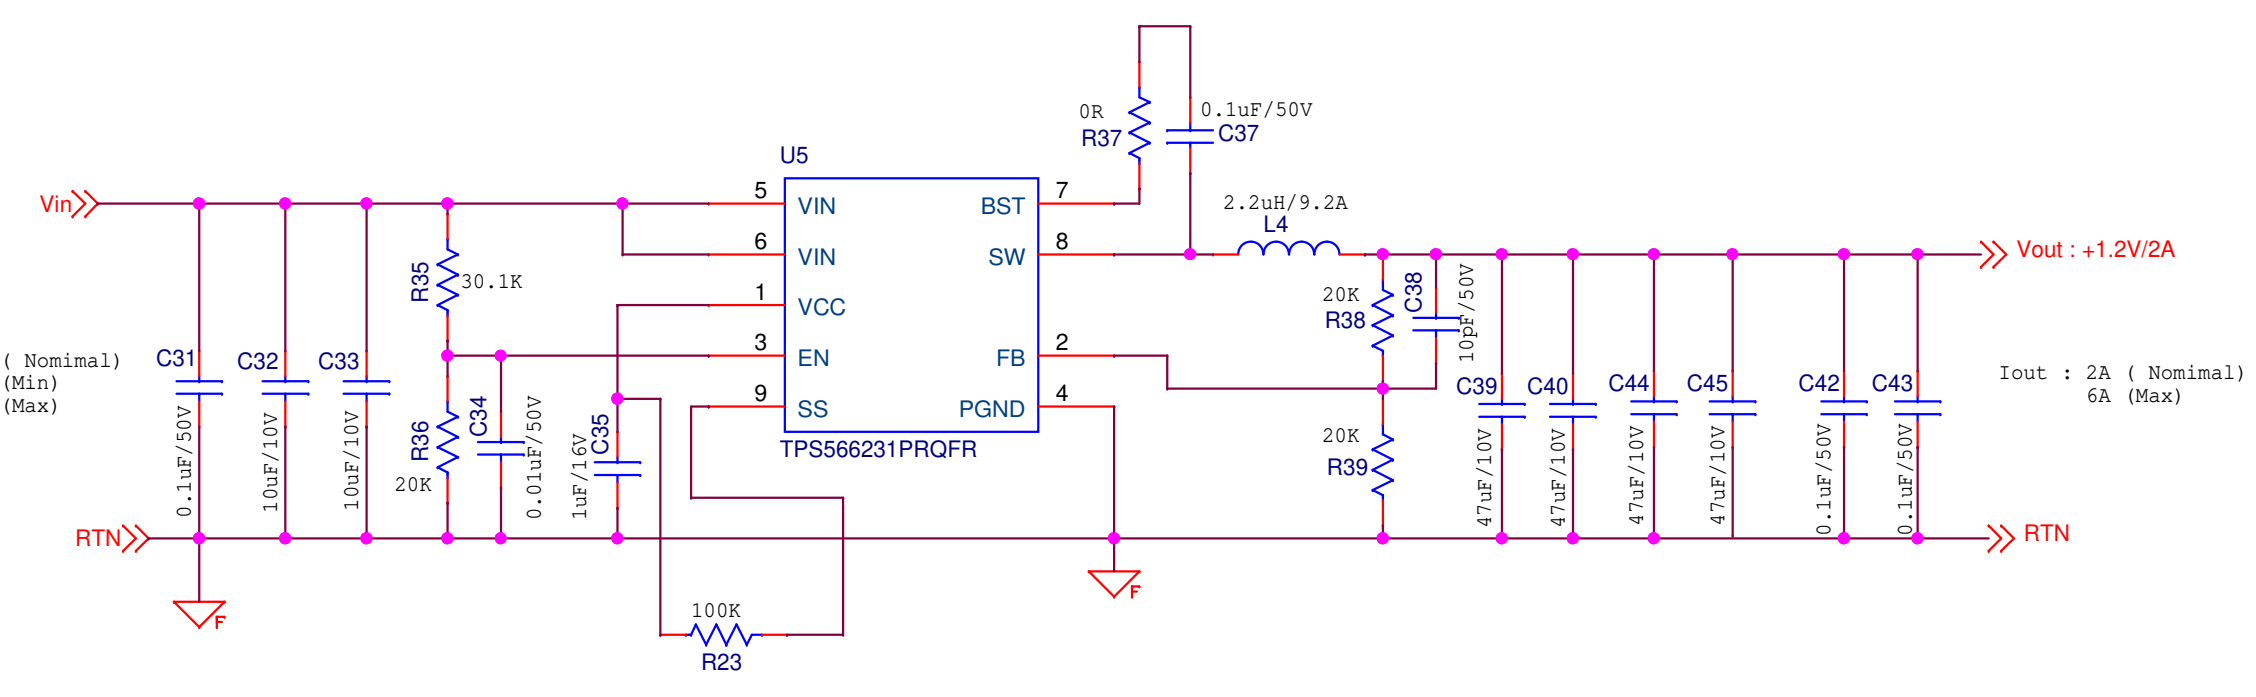 0R
R37
0.1uF/50V
C37
U5
Vin
5
VIN
6
VIN
1
VCC
3
EN
9
SS
BST
7
SW
8
FB
2
PGND
4
TPS566231PRQFR
2.2uH/9.2A
L4
Vout : +1.2V/2A
R35
30.1K
R36
20K
C34
0.01uF/50V
C35
1uF/16V
( Nomimal)
(Min)
(Max)
C31
0.1uF/50V
C32
10uF/10V
C33
10uF/10V
20K
R38
C38
10pF/50V
20K
R39
C39
47uF/10V
C40
47uF/10V
C44
47uF/10V
C45
47uF/10V
C42
0.1uF/50V
C43
0.1uF/50V
Iout : 2A ( Nomimal)
6A (Max)
RTN
RTN
F
F
100K
R23